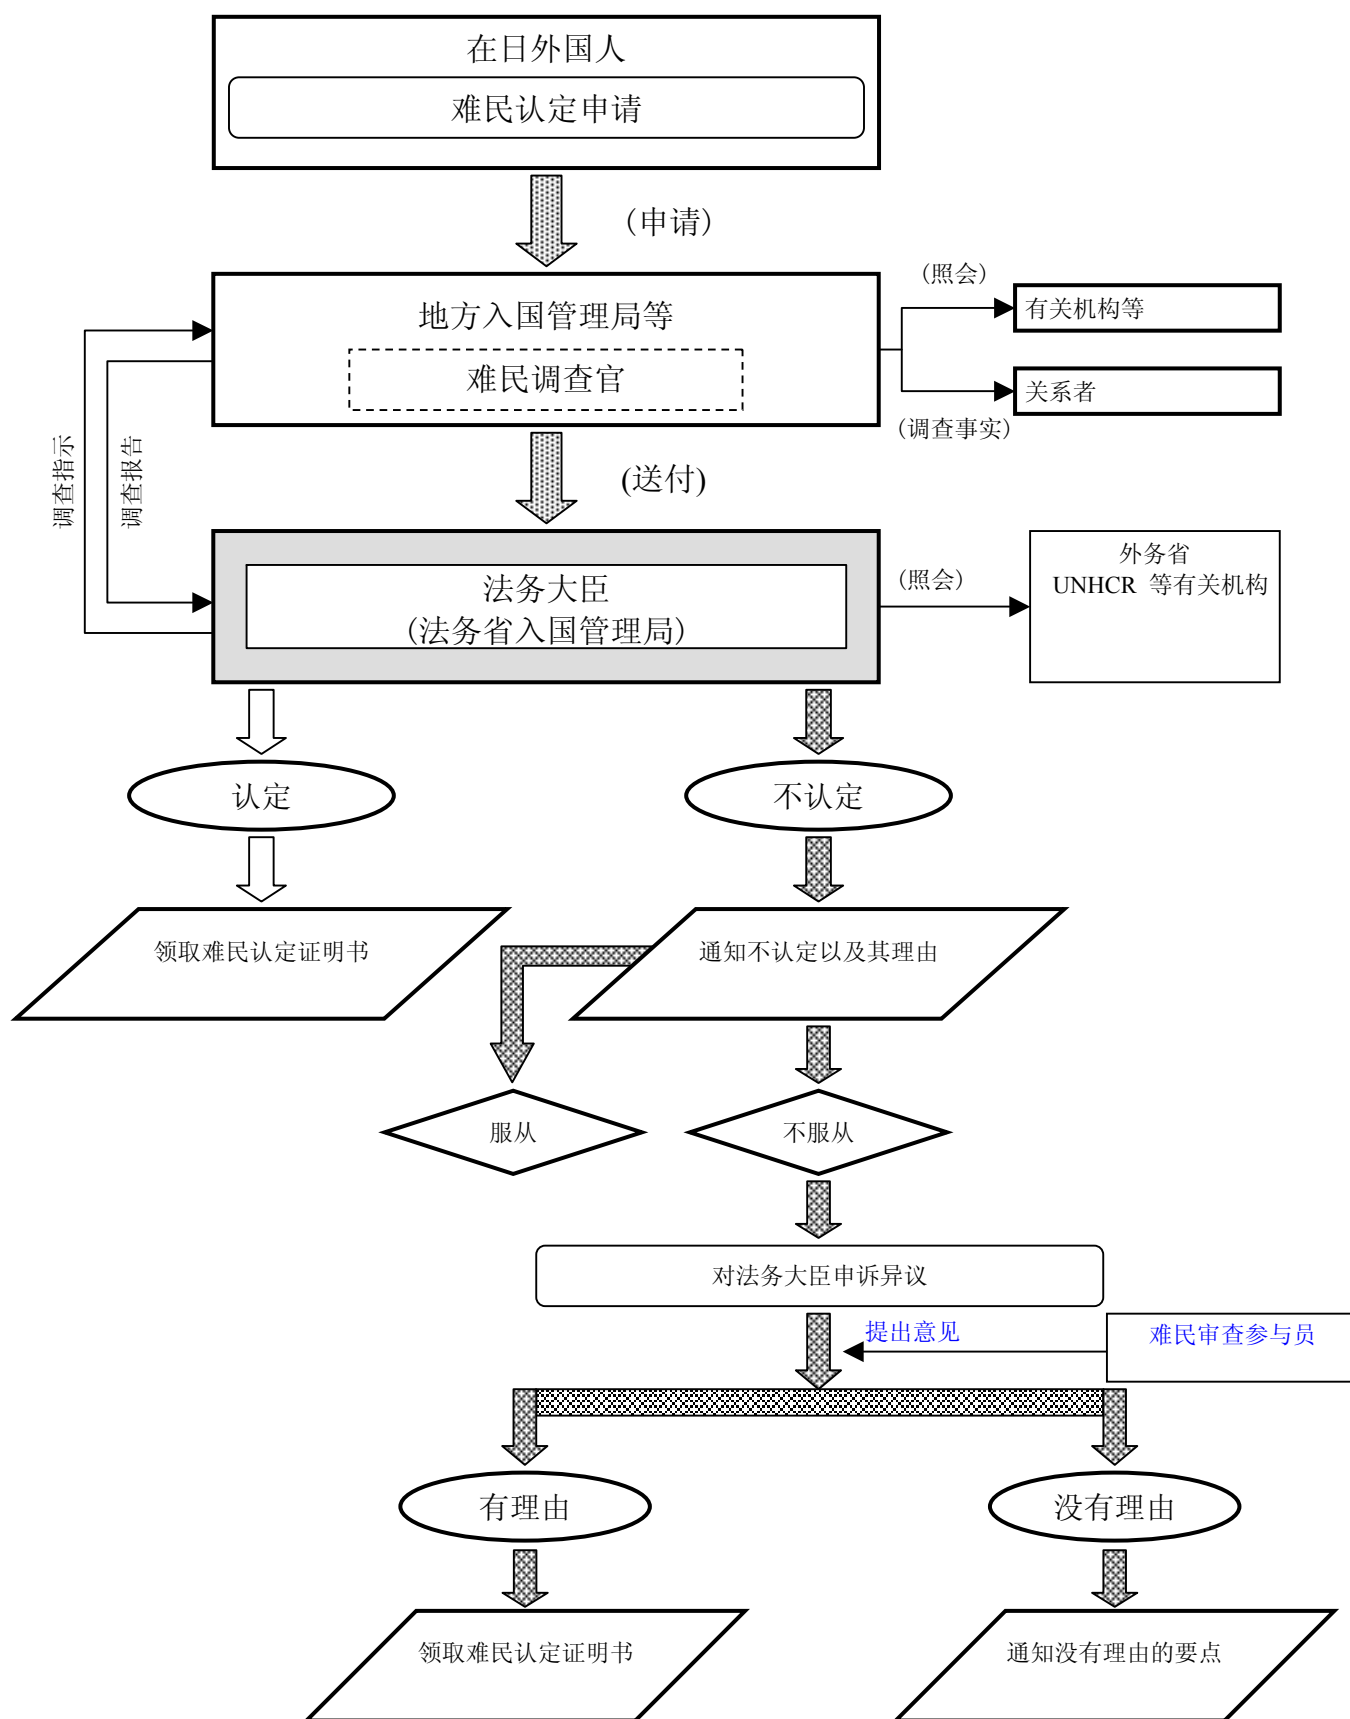 在日外国人
难民认定申请
(申请)
地方入国管理局等
难民调查官
(照会)
有关机构等
关系者
(调查事实)
调查指示
调查报告
(送付)
法务大臣
(法务省入国管理局)
(照会)
外务省
UNHCR 等有关机构
认定
不认定
领取难民认定证明书
通知不认定以及其理由
服从
不服从
对法务大臣申诉异议
提出意见
难民审查参与员
有理由
没有理由
领取难民认定证明书
通知没有理由的要点